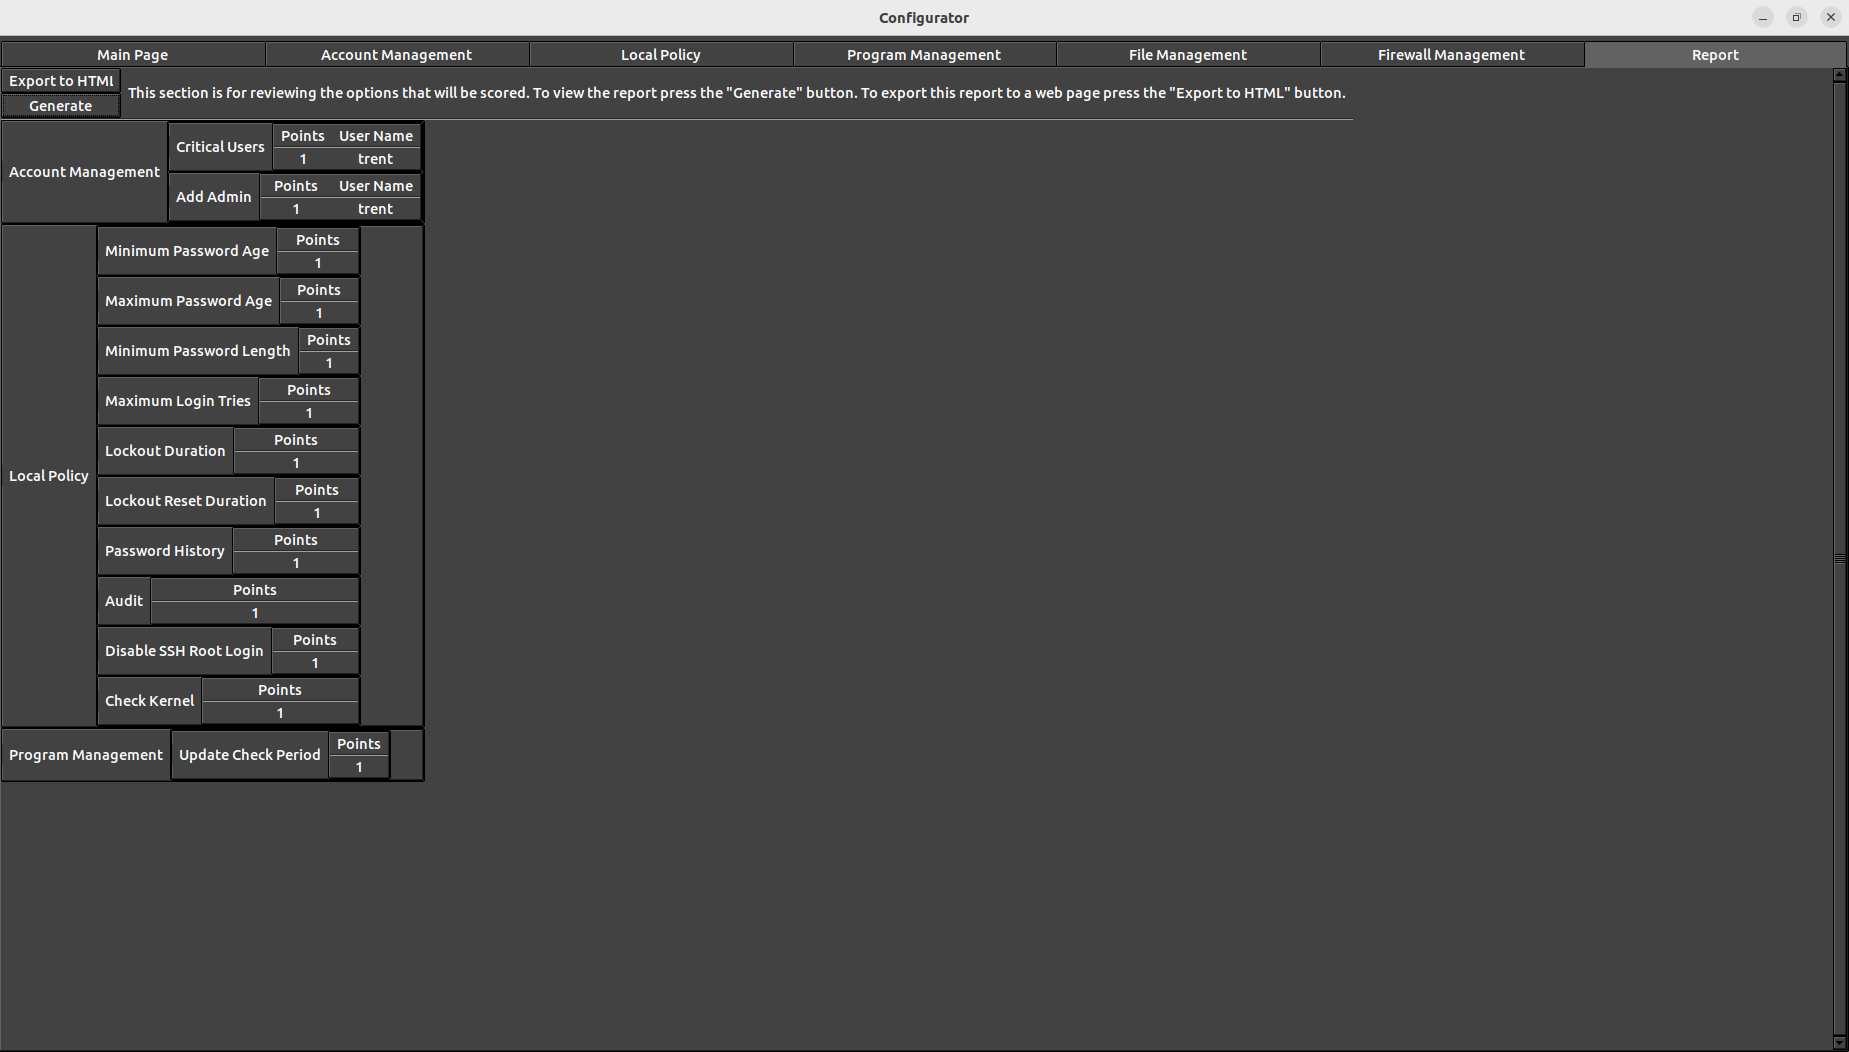 Configurator
Main Page Account Management Local Policy Program Management File Management Firewall Management Report
Export to HTML
Generate
This section is for reviewing the options that will be scored. To view the report press the "Generate" button. To export this report to a web page press the "Export to HTML" button.
Account Management
Critical Users
Points User Name
1 trent
Add Admin
Points User Name
1 trent
Local Policy
Minimum Password Age
Points
1
Maximum Password Age
Points
1
Minimum Password Length
Points
1
Maximum Login Tries
Points
1
Lockout Duration
Points
1
Lockout Reset Duration
Points
1
Password History
Points
1
Audit
Points
1
Disable SSH Root Login
Points
1
Check Kernel
Points
1
Program Management
Update Check Period
Points
1